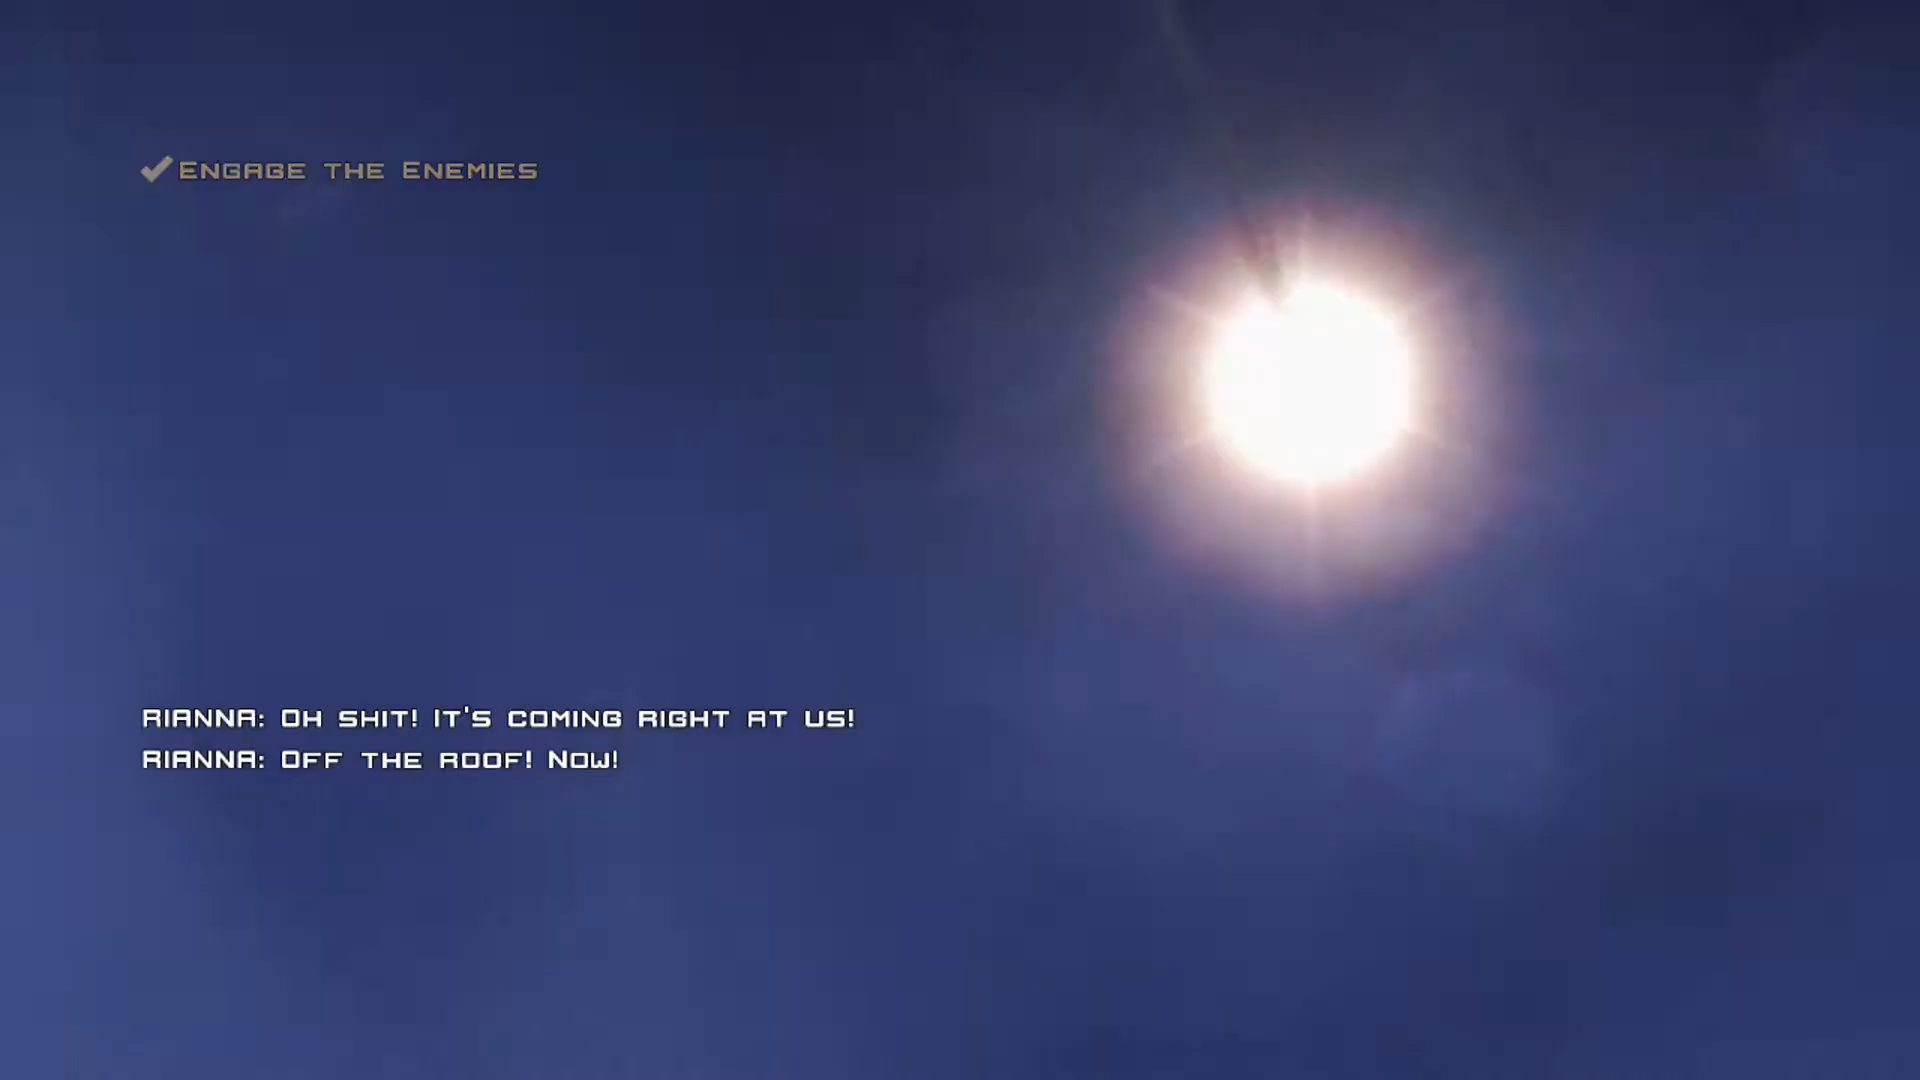 Engage the Enemies
Rianna: Oh shit! It's coming right at us!
Rianna: Off the roof! Now!